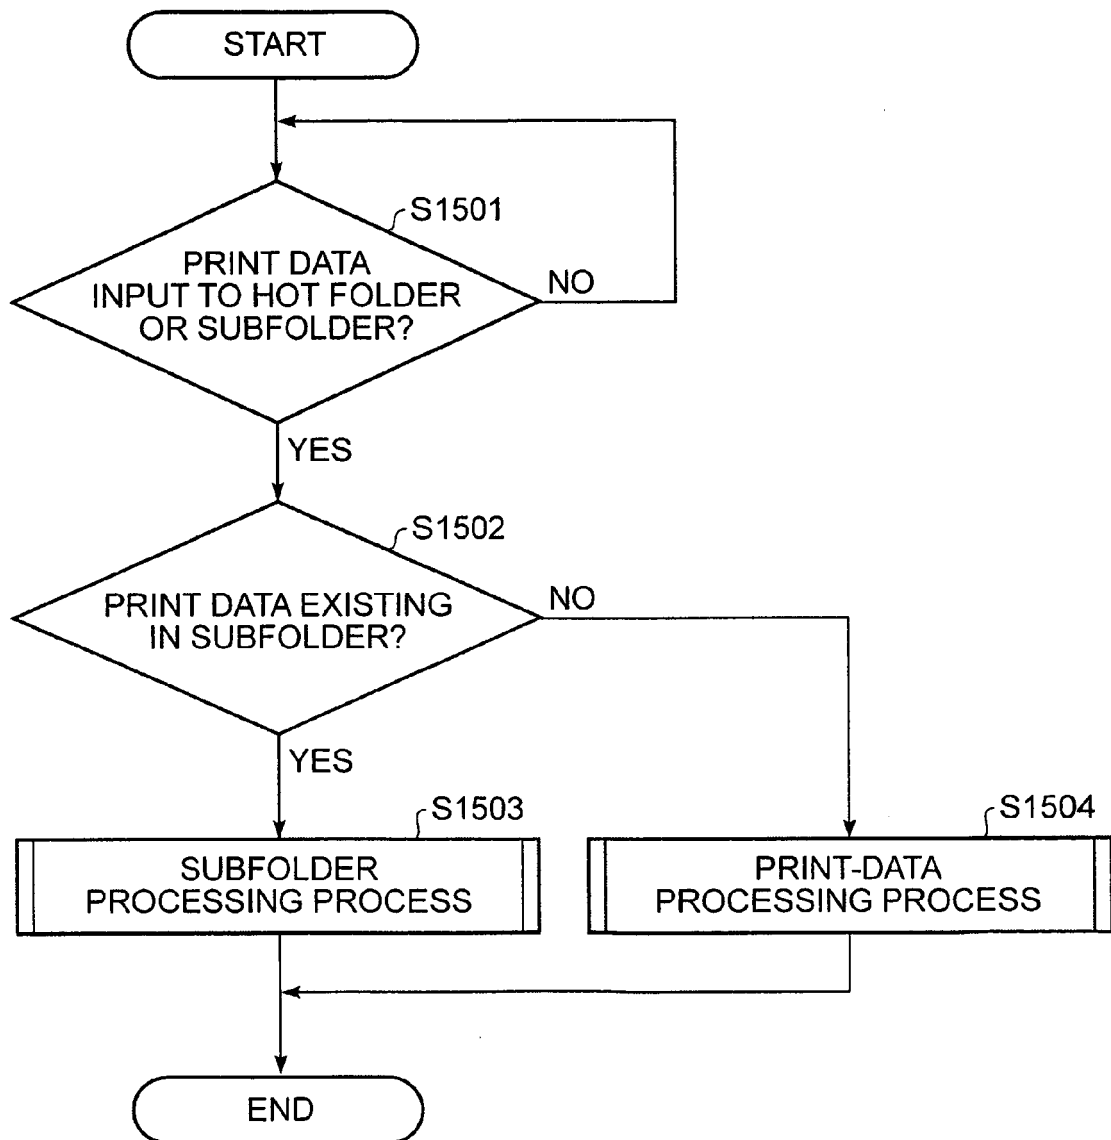 START
S1501
PRINT DATA
INPUT TO HOT FOLDER
OR SUBFOLDER?
NO
YES
S1502
PRINT DATA EXISTING
IN SUBFOLDER?
NO
YES
S1503
SUBFOLDER
PROCESSING PROCESS
S1504
PRINT-DATA
PROCESSING PROCESS
END